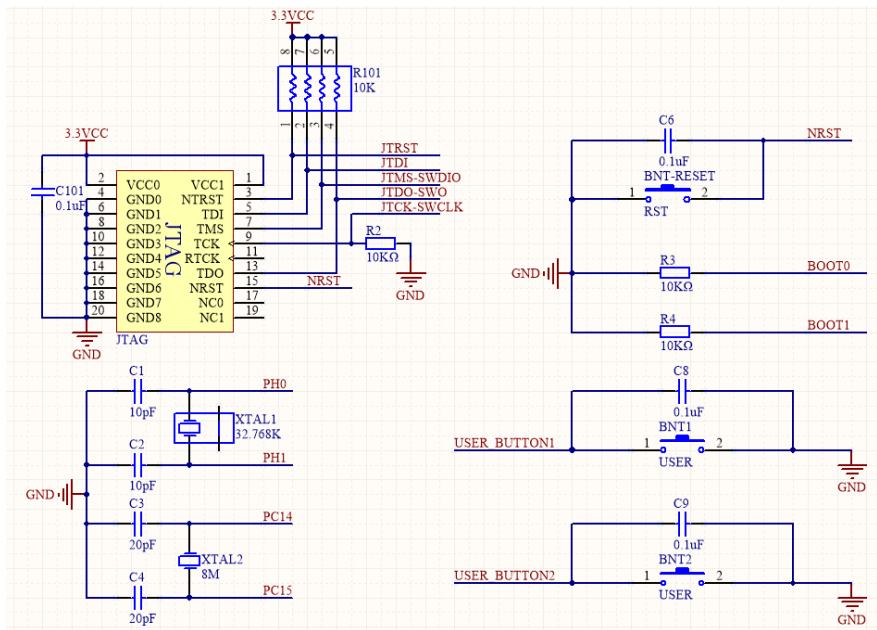 3.3VCC
8 7 6 5
R101
10K
1 2 3 4
3.3VCC
C101
0.1uF
JTRST
JTDI
JTMS-SWDIO
JTDO-SWO
JTCK-SWCLK
2 VCC0 VCC1 1
4 GND0 NTRST 3
6 GND1 TDI 5
8 GND2 TMS 7
10 GND3 TCK 9
12 GND4 RTCK 11
14 GND5 TDO 13
16 GND6 NRST 15
18 GND7 NC0 17
20 GND8 NC1 19
JTAG
JTAG
GND
R2
10KΩ
GND
NRST
C6
0.1uF
NRST
BNT-RESET
1 2
RST
GND
R3
10KΩ
BOOT0
R4
10KΩ
BOOT1
C1
10pF
PH0
XTAL1
32.768K
C2
10pF
PH1
GND
C3
20pF
PC14
XTAL2
8M
C4
20pF
PC15
C8
0.1uF
USER_BUTTON1
BNT1
1 2
USER
GND
C9
0.1uF
USER_BUTTON2
BNT2
1 2
USER
GND